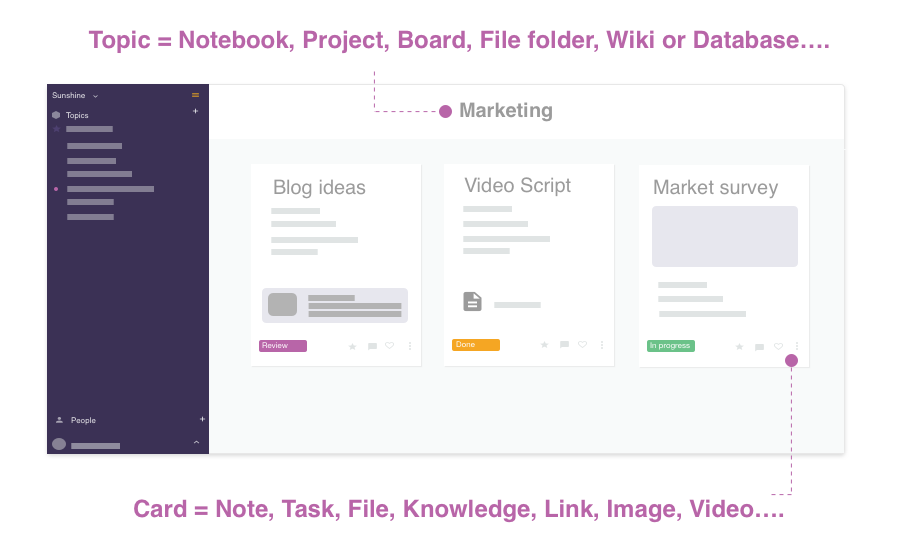 Topic = Notebook, Project, Board, File folder, Wiki or Database....
Sunshine
Topics
Marketing
Blog ideas
Video Script
Market survey
Review
Done
In progress
People
Card = Note, Task, File, Knowledge, Link, Image, Video....